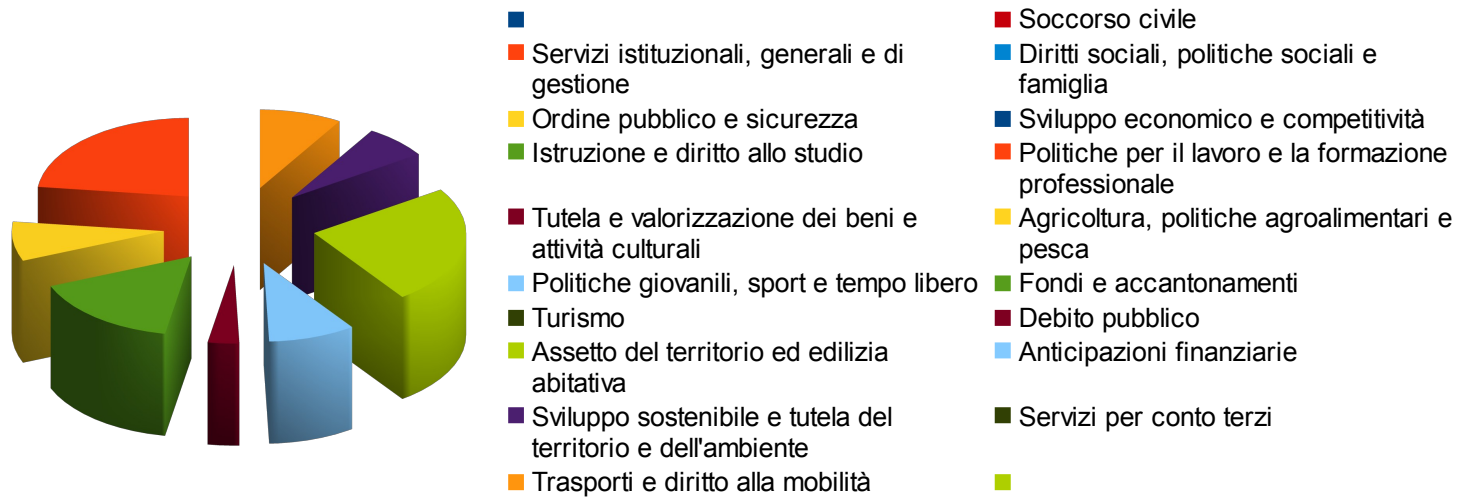 Servizi istituzionali, generali e di
gestione
Ordine pubblico e sicurezza
Istruzione e diritto allo studio
Tutela e valorizzazione dei beni e
attività culturali
Politiche giovanili, sport e tempo libero
Turismo
Assetto del territorio ed edilizia
abitativa
Sviluppo sostenibile e tutela del
territorio e dell'ambiente
Trasporti e diritto alla mobilità
Soccorso civile
Diritti sociali, politiche sociali e
famiglia
Sviluppo economico e competitività
Politiche per il lavoro e la formazione
professionale
Agricoltura, politiche agroalimentari e
pesca
Fondi e accantonamenti
Debito pubblico
Anticipazioni finanziarie
Servizi per conto terzi